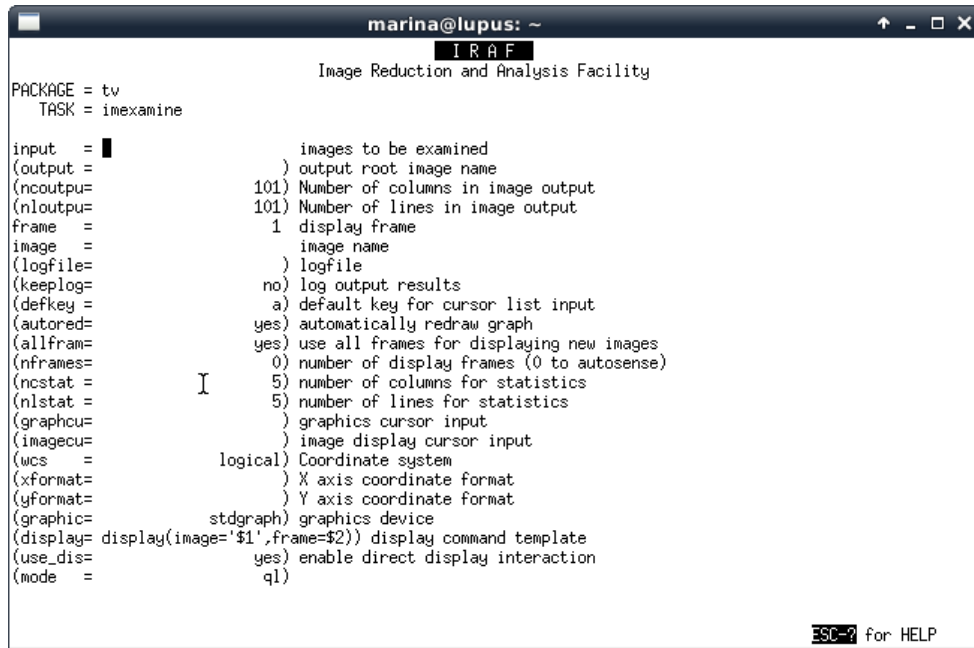 marina@lupus: ~
I R A F
Image Reduction and Analysis Facility
PACKAGE = tv
TASK = imexamine
input = images to be examined
(output = ) output root image name
(ncoutpu= 101) Number of columns in image output
(nloutpu= 101) Number of lines in image output
frame = 1 display frame
image = image name
(logfile= ) logfile
(keeplog= no) log output results
(defkey = a) default key for cursor list input
(autored= yes) automatically redraw graph
(allfram= yes) use all frames for displaying new images
(nframes= 0) number of display frames (0 to autosense)
(ncstat = 5) number of columns for statistics
(nlstat = 5) number of lines for statistics
(graphcu= ) graphics cursor input
(imagecu= ) image display cursor input
(wcs = logical) Coordinate system
(xformat= ) X axis coordinate format
(yformat= ) Y axis coordinate format
(graphic= stdgraph) graphics device
(display= display(image='$1',frame=$2)) display command template
(use_dis= yes) enable direct display interaction
(mode = ql)
ESC-? for HELP